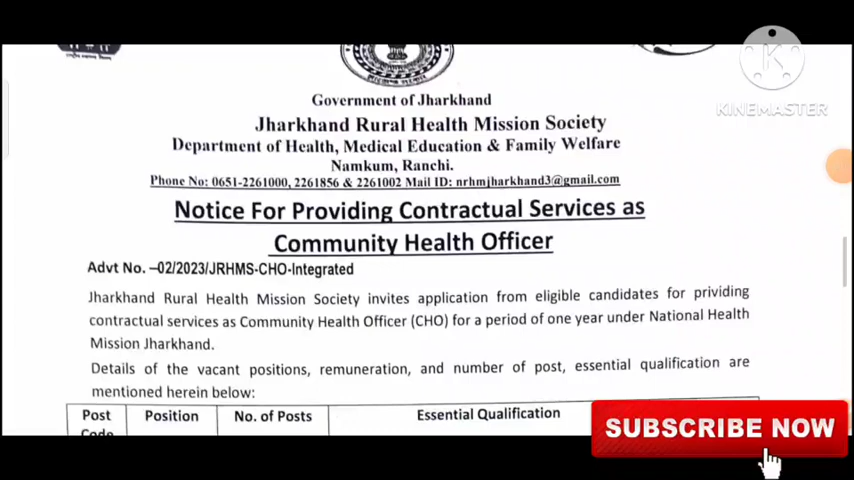 KINEMASTER
Government of Jharkhand
Jharkhand Rural Health Mission Society
Department of Health, Medical Education & Family Welfare
Namkum, Ranchi.
Phone No: 0651-2261000, 2261856 & 2261002 Mail ID: nrhmjharkhand3@gmail.com
Notice For Providing Contractual Services as
Community Health Officer
Advt No. –02/2023/JRHMS-CHO-Integrated
Jharkhand Rural Health Mission Society invites application from eligible candidates for prividing
contractual services as Community Health Officer (CHO) for a period of one year under National Health
Mission Jharkhand.
Details of the vacant positions, remuneration, and number of post, essential qualification are
mentioned herein below:
Post Position No. of Posts Essential Qualification
Code
SUBSCRIBE NOW